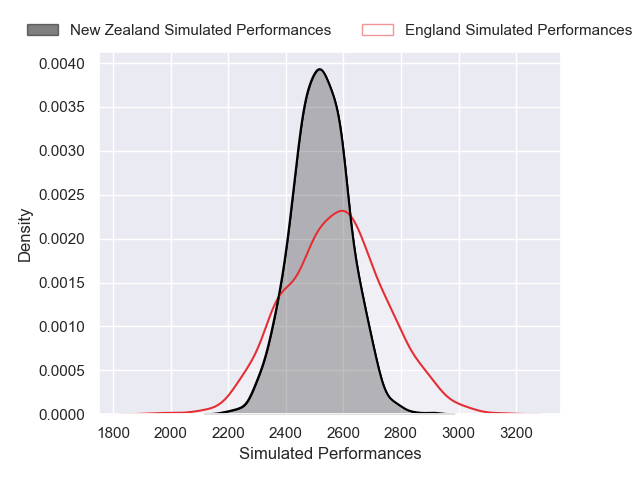 New Zealand Simulated Performances England Simulated Performances
0.0040
0.0035
0.0030
0.0025
0.0020
0.0015
0.0010
0.0005
0.0000
Density
1800 2000 2200 2400 2600 2800 3000 3200
Simulated Performances